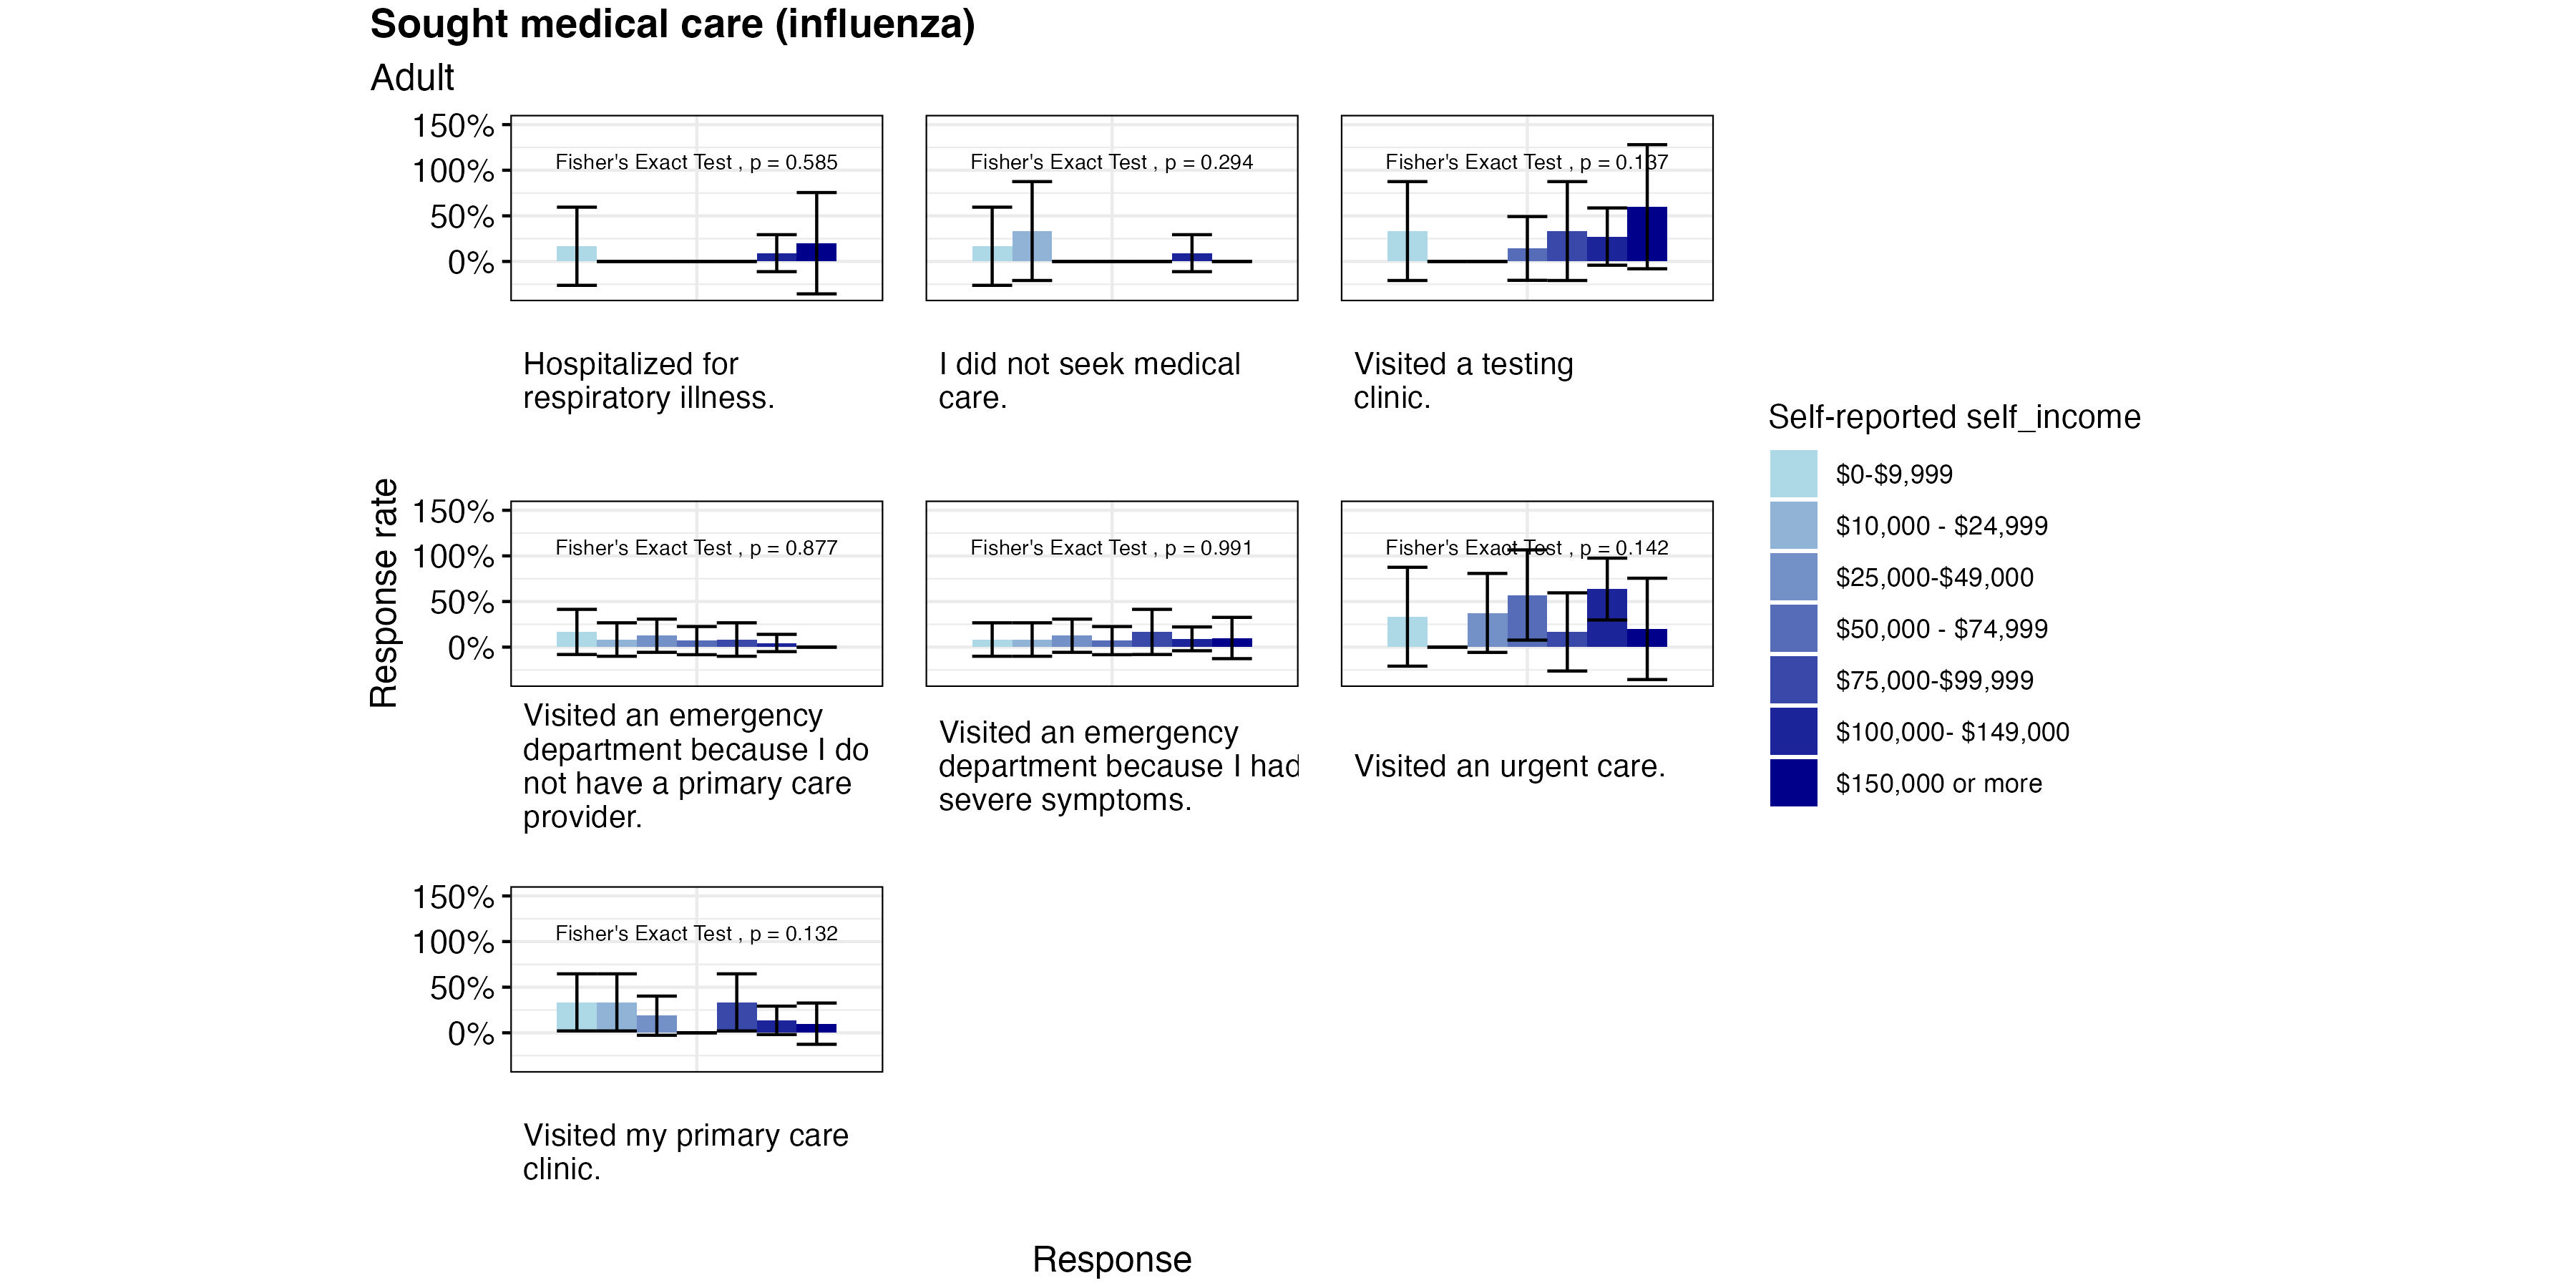 Sought medical care (influenza)
Adult
150%
100%
50%
0%
Fisher's Exact Test , p = 0.585
Fisher's Exact Test , p = 0.294
Fisher's Exact Test , p = 0.137
Hospitalized for
respiratory illness.
I did not seek medical
care.
Visited a testing
clinic.
Response rate
150%
100%
50%
0%
Fisher's Exact Test , p = 0.877
Fisher's Exact Test , p = 0.991
Fisher's Exact Test , p = 0.142
Visited an emergency
department because I do
not have a primary care
provider.
Visited an emergency
department because I had
severe symptoms.
Visited an urgent care.
150%
100%
50%
0%
Fisher's Exact Test , p = 0.132
Visited my primary care
clinic.
Response
Self-reported self_income
$0-$9,999
$10,000 - $24,999
$25,000-$49,000
$50,000 - $74,999
$75,000-$99,999
$100,000- $149,000
$150,000 or more